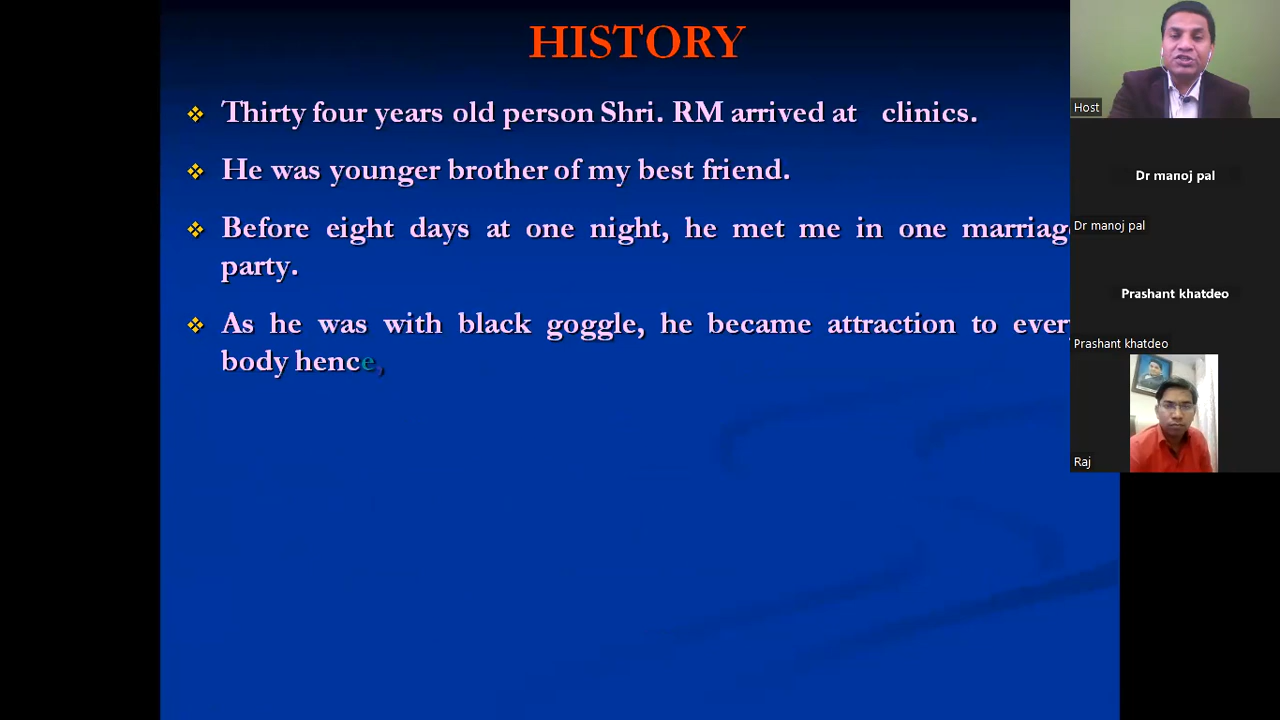 HISTORY
Thirty four years old person Shri. RM arrived at clinics.
He was younger brother of my best friend.
Before eight days at one night, he met me in one marriag
party.
As he was with black goggle, he became attraction to ever
body hence,
Host
Dr manoj pal
Dr manoj pal
Prashant khatdeo
Prashant khatdeo
Raj